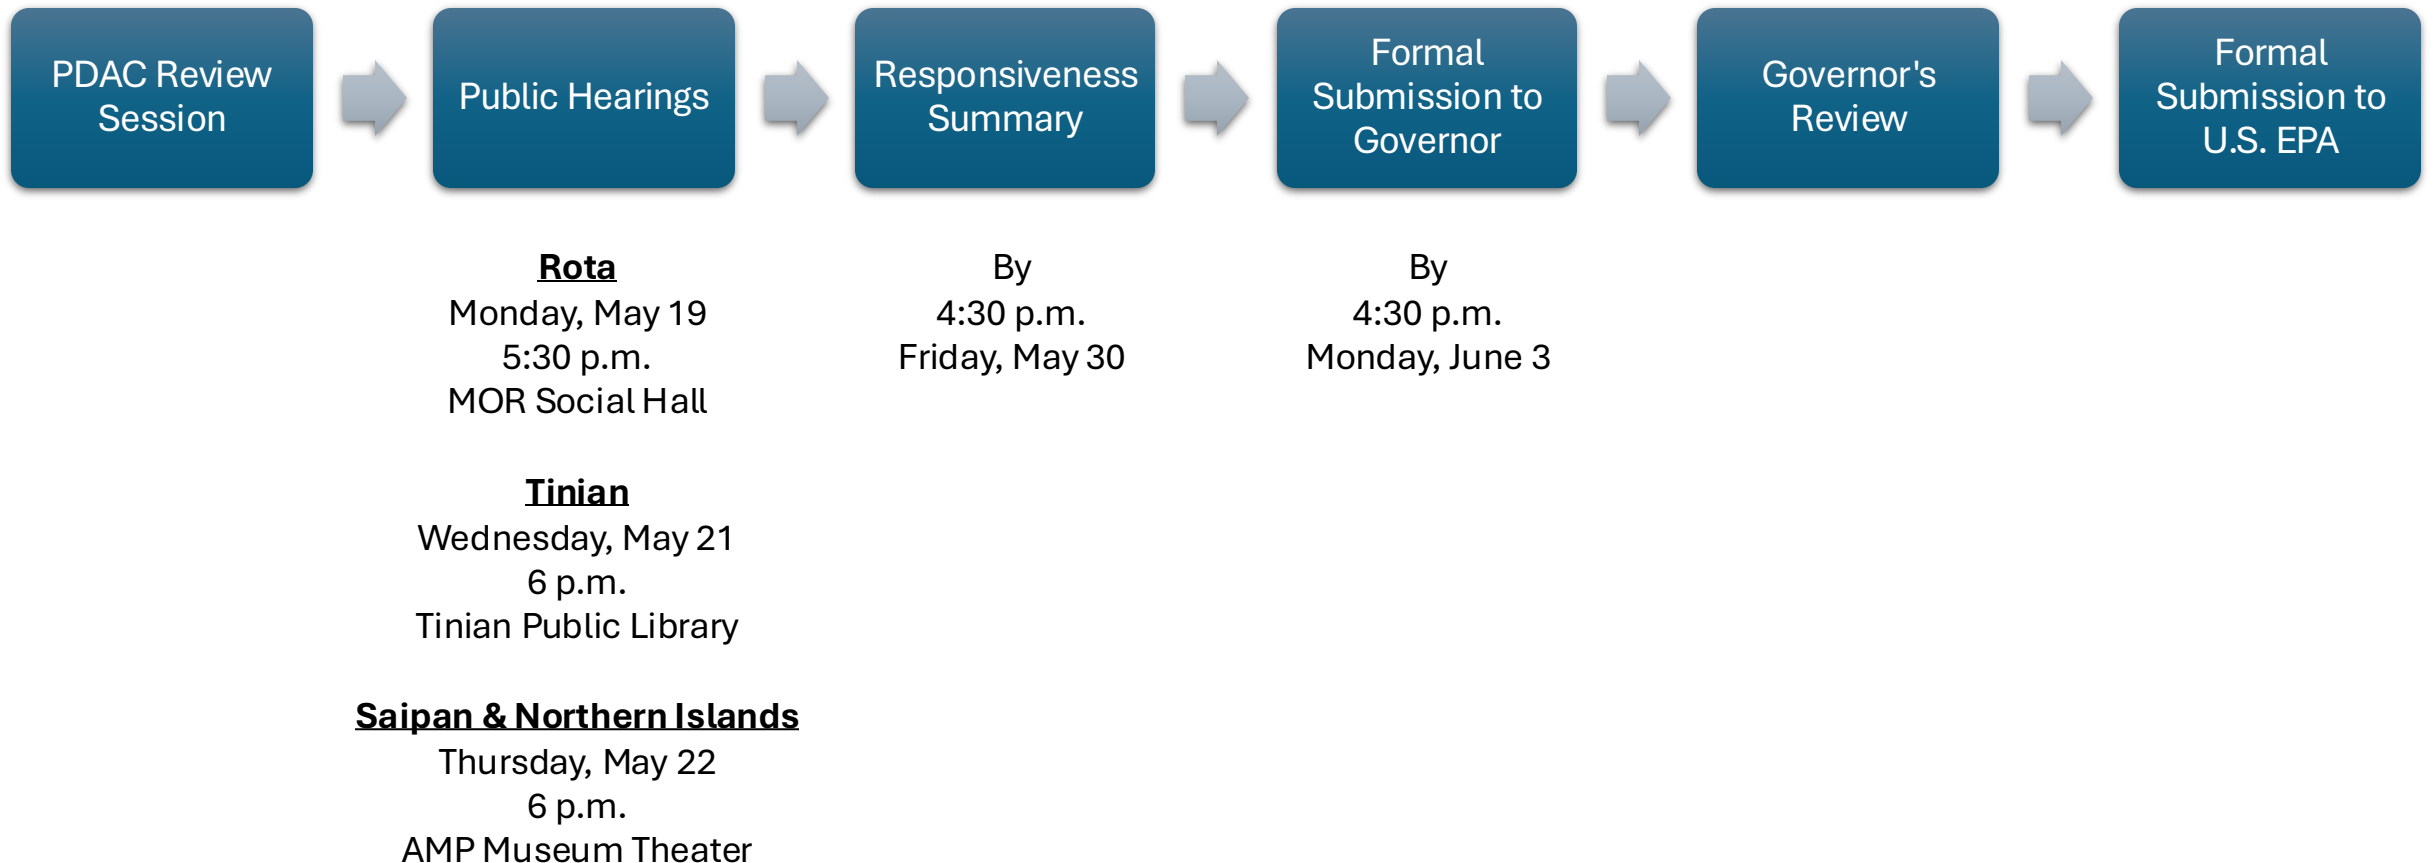 PDAC Review
Session
Public Hearings
Responsiveness
Summary
Formal
Submission to
Governor
Governor's
Review
Formal
Submission to
U.S. EPA
Rota
Monday, May 19
5:30 p.m.
MOR Social Hall
Tinian
Wednesday, May 21
6 p.m.
Tinian Public Library
Saipan & Northern Islands
Thursday, May 22
6 p.m.
AMP Museum Theater
By
4:30 p.m.
Friday, May 30
By
4:30 p.m.
Monday, June 3